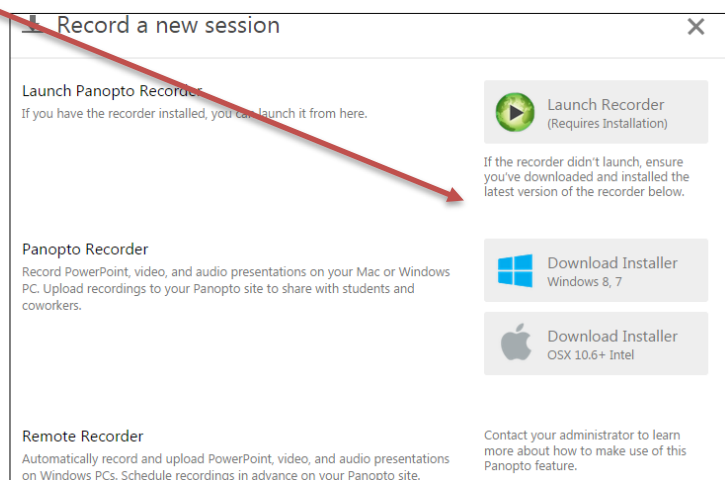 Record a new session
Launch Panopto Recorder
If you have the recorder installed, you can launch it from here.
Launch Recorder
(Requires Installation)
If the recorder didn't launch, ensure
you've downloaded and installed the
latest version of the recorder below.
Panopto Recorder
Record PowerPoint, video, and audio presentations on your Mac or Windows
PC. Upload recordings to your Panopto site to share with students and
coworkers.
Download Installer
Windows 8, 7
Download Installer
OSX 10.6+ Intel
Remote Recorder
Automatically record and upload PowerPoint, video, and audio presentations
on Windows PCs. Schedule recordings in advance on your Panopto site.
Contact your administrator to learn
more about how to make use of this
Panopto feature.